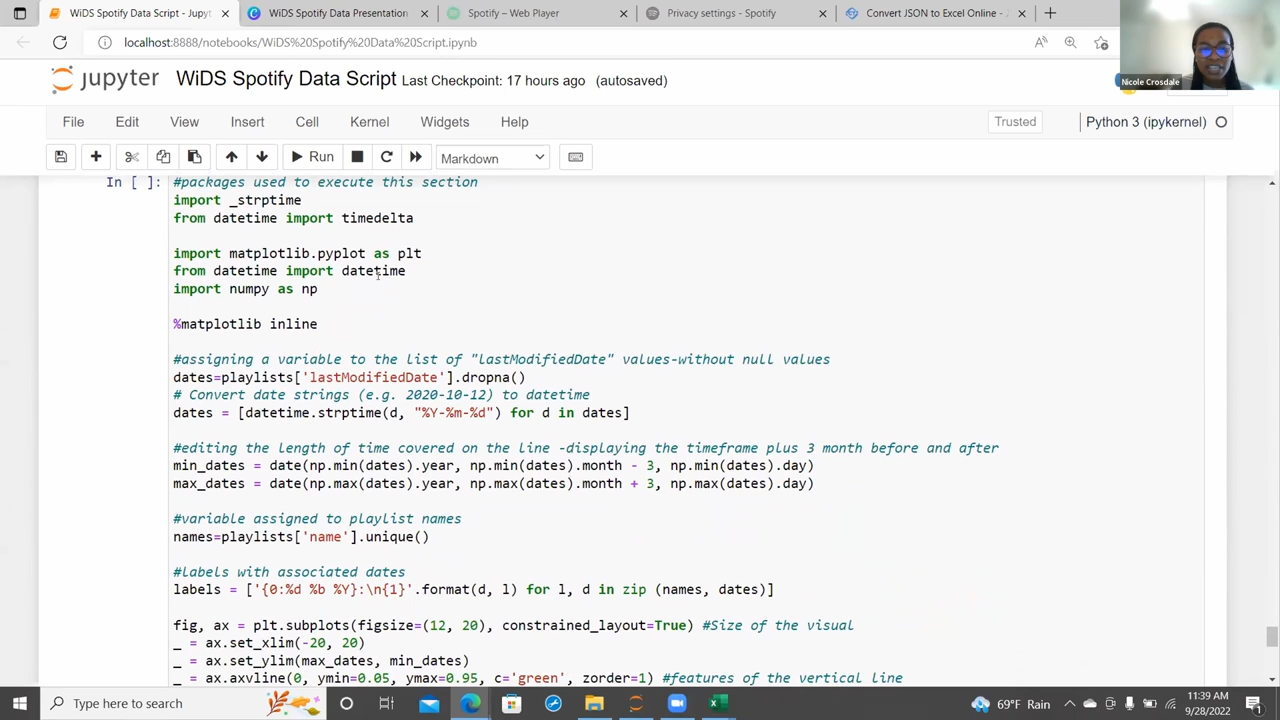 WiDS Spotify Data Script - Jupyt
WiDS Spotify Data Presentation
Spotify – Web Player
Privacy settings - Spotify
Convert JSON to Excel Online -
localhost:8888/notebooks/WiDS%20Spotify%20Data%20Script.ipynb
Nicole Crosdale
jupyter WiDS Spotify Data Script Last Checkpoint: 17 hours ago (autosaved)
File Edit View Insert Cell Kernel Widgets Help
Trusted
Python 3 (ipykernel)
Run
Markdown
In [ ]:
#packages used to execute this section
import _strptime
from datetime import timedelta
import matplotlib.pyplot as plt
from datetime import datetime
import numpy as np
%matplotlib inline
#assigning a variable to the list of "lastModifiedDate" values-without null values
dates=playlists['lastModifiedDate'].dropna()
# Convert date strings (e.g. 2020-10-12) to datetime
dates = [datetime.strptime(d, "%Y-%m-%d") for d in dates]
#editing the length of time covered on the line -displaying the timeframe plus 3 month before and after
min_dates = date(np.min(dates).year, np.min(dates).month - 3, np.min(dates).day)
max_dates = date(np.max(dates).year, np.max(dates).month + 3, np.max(dates).day)
#variable assigned to playlist names
names=playlists['name'].unique()
#labels with associated dates
labels = ['{0:%d %b %Y}:\n{1}'.format(d, l) for l, d in zip (names, dates)]
fig, ax = plt.subplots(figsize=(12, 20), constrained_layout=True) #Size of the visual
_ = ax.set_xlim(-20, 20)
_ = ax.set_ylim(max_dates, min_dates)
_ = ax.axvline(0, ymin=0.05, ymax=0.95, c='green', zorder=1) #features of the vertical line
Type here to search
69°F Rain
11:39 AM
9/28/2022